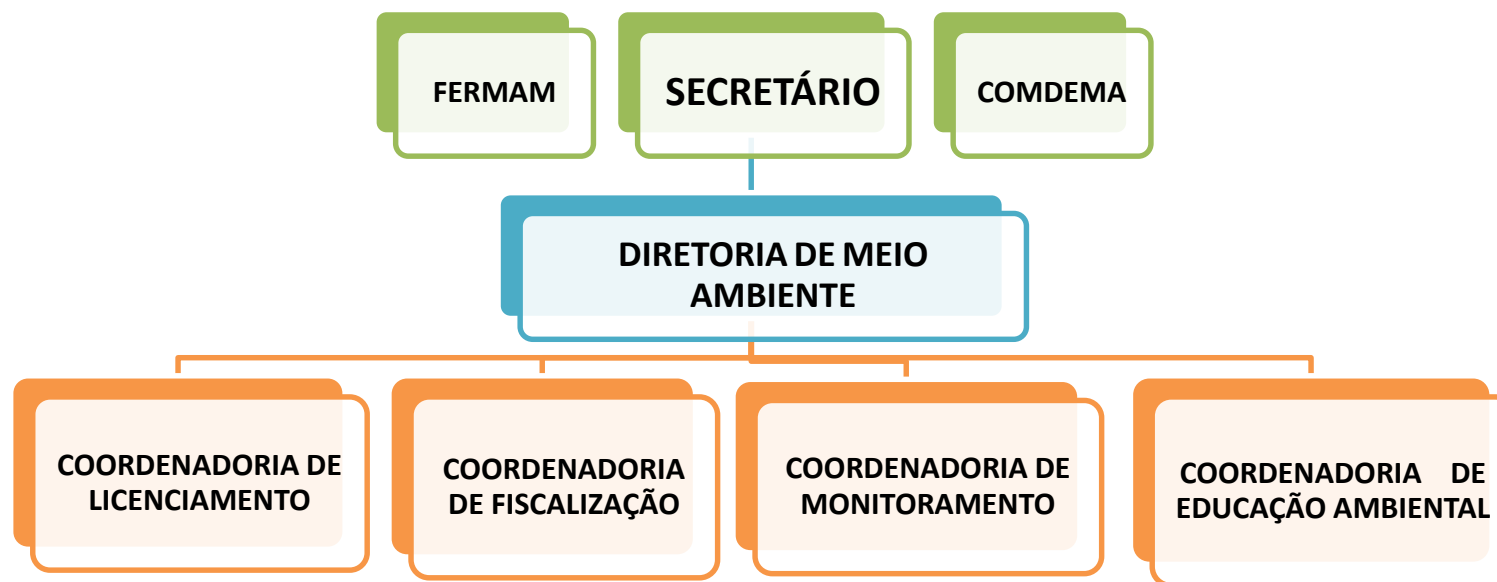 FERMAM
SECRETÁRIO
COMDEMA
DIRETORIA DE MEIO
AMBIENTE
COORDENADORIA DE
LICENCIAMENTO
COORDENADORIA
DE FISCALIZAÇÃO
COORDENADORIA DE
MONITORAMENTO
COORDENADORIA DE
EDUCAÇÃO AMBIENTAL